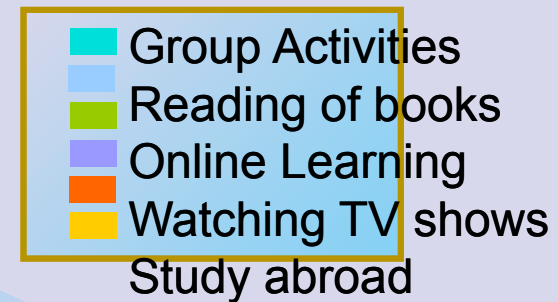 Group Activities
Reading of books
Online Learning
Watching TV shows
Study abroad